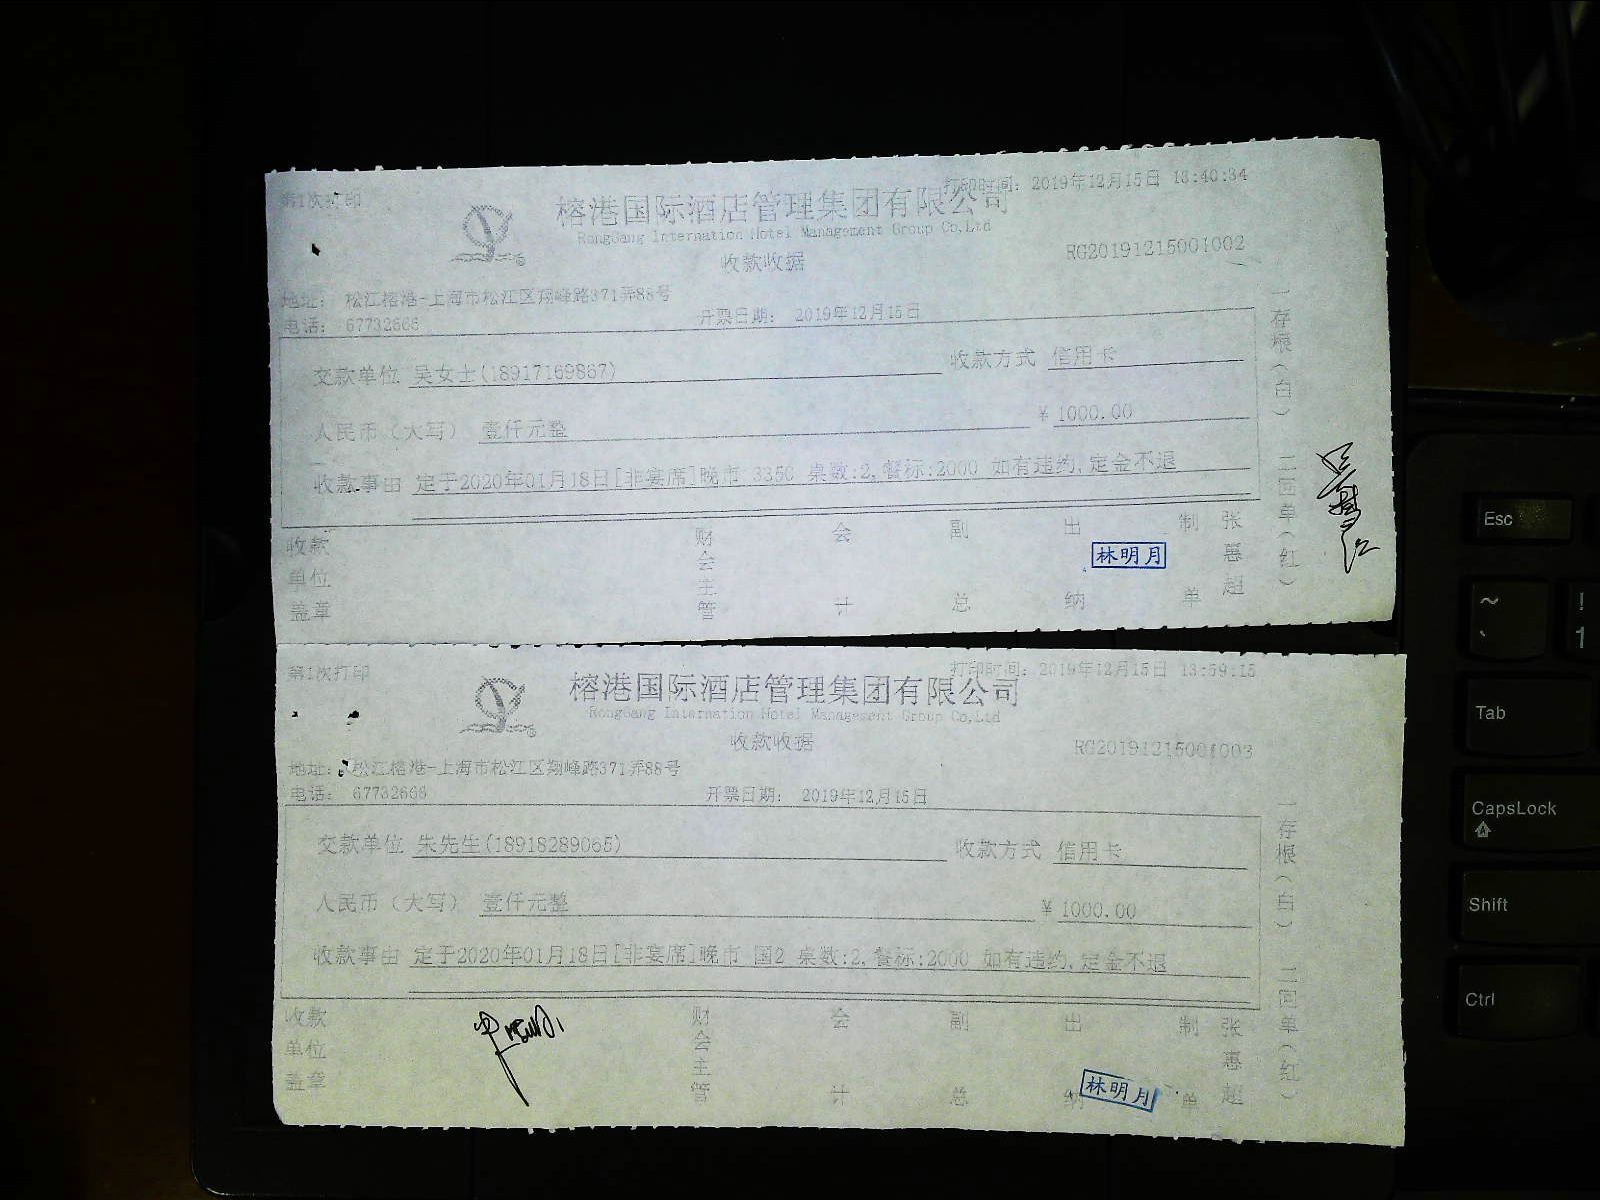 第1次打印
打印时间: 2019年12月15日 13:40:34
榕港国际酒店管理集团有限公司
RongGang Internation Hotel Management Group Co,Ltd
收款收据
RG20191215001002
地址: 松江榕港-上海市松江区翔峰路371弄88号
电话: 67732666
开票日期: 2019年12月15日
交款单位 吴女士(18917169867)
收款方式 信用卡
人民币（大写） 壹仟元整
￥ 1000.00
收款事由 定于2020年01月18日[非宴席]晚市 3350 桌数:2,餐标:2000 如有违约,定金不退
收款单位盖章
财会主管
会计
副总
出纳
林明月
制单
张惠超
一存根（白） 二回单（红）
第1次打印
打印时间: 2019年12月15日 13:59:15
榕港国际酒店管理集团有限公司
RongGang Internation Hotel Management Group Co,Ltd
收款收据
RG20191215001003
地址: 松江榕港-上海市松江区翔峰路371弄88号
电话: 67732666
开票日期: 2019年12月15日
交款单位 朱先生(18918289065)
收款方式 信用卡
人民币（大写） 壹仟元整
￥ 1000.00
收款事由 定于2020年01月18日[非宴席]晚市 国2 桌数:2,餐标:2000 如有违约,定金不退
收款单位盖章
财会主管
会计
副总
出纳
林明月
制单
张惠超
一存根（白） 二回单（红）
Esc
~
`
!
1
Tab
CapsLock
Shift
Ctrl